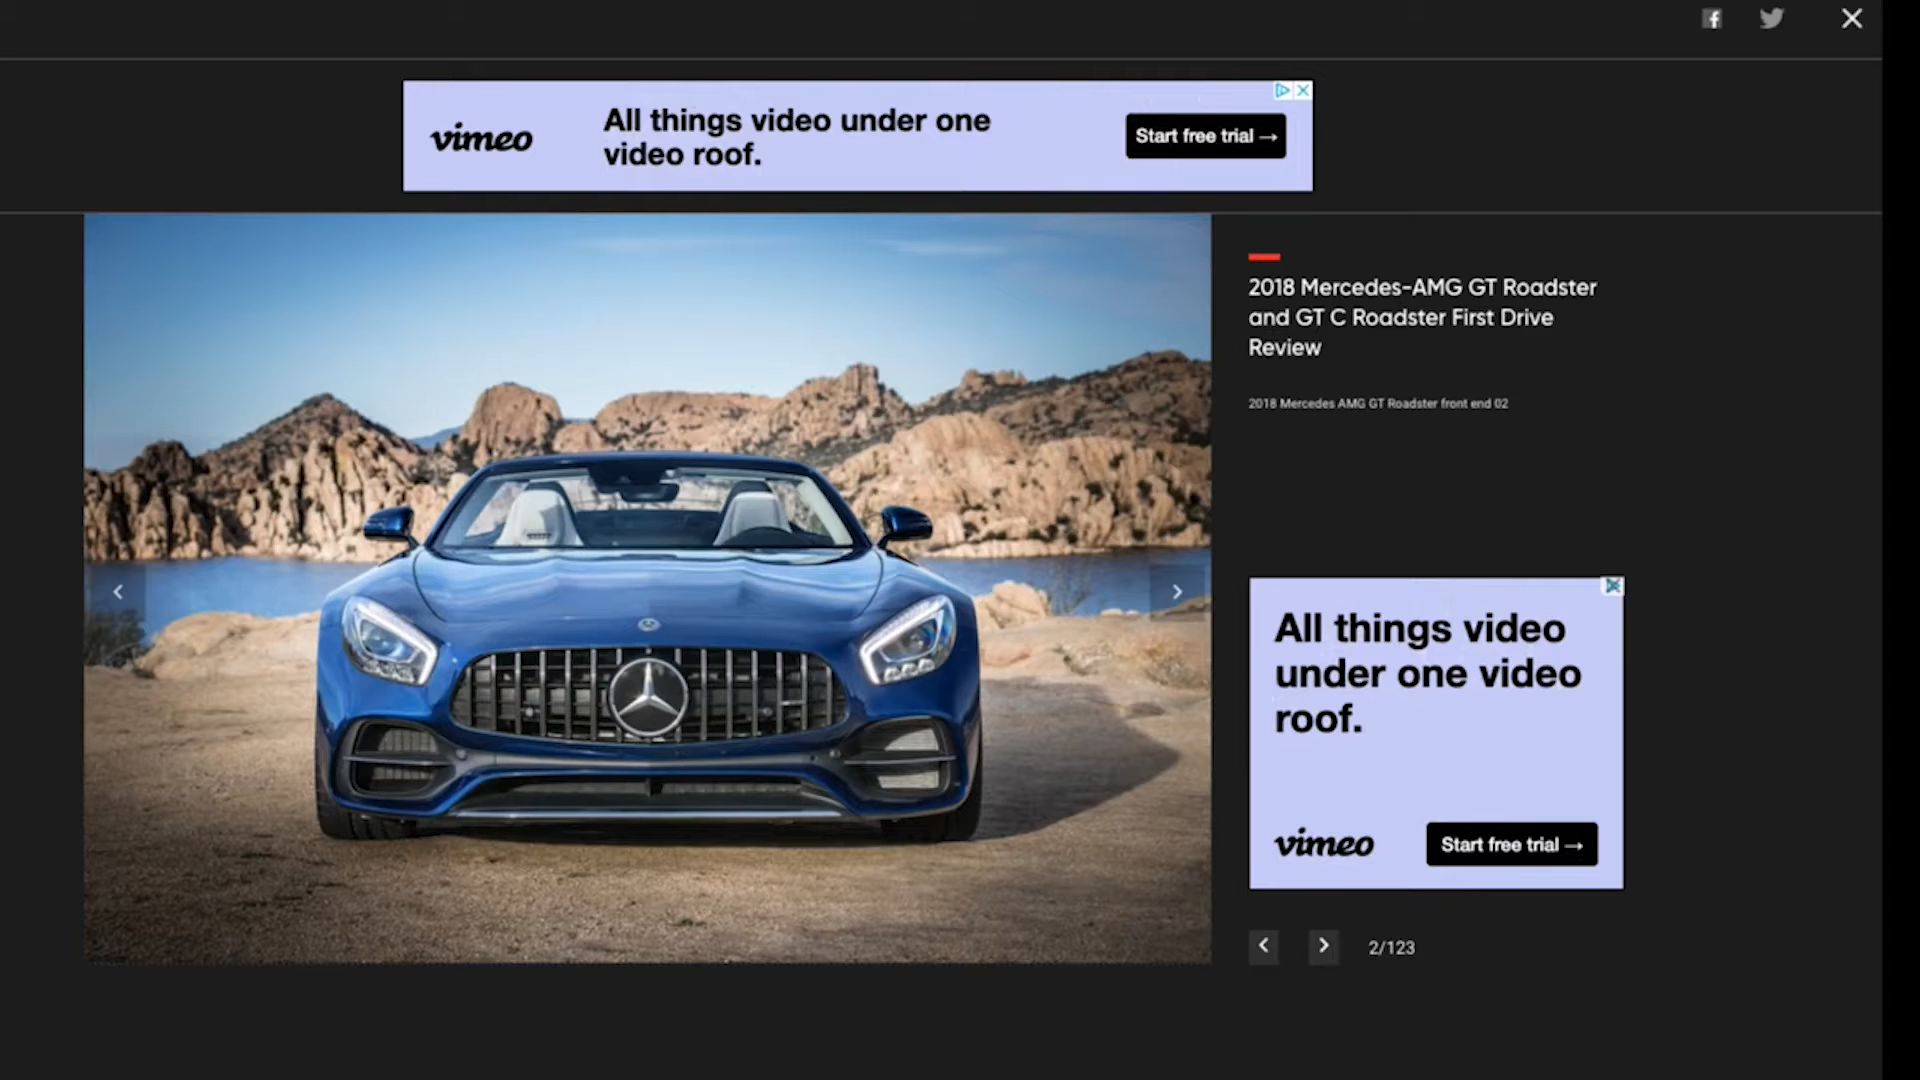 vimeo
All things video under one
video roof.
Start free trial →
2018 Mercedes-AMG GT Roadster
and GT C Roadster First Drive
Review
2018 Mercedes AMG GT Roadster front end 02
All things video
under one video
roof.
vimeo
Start free trial →
2/123